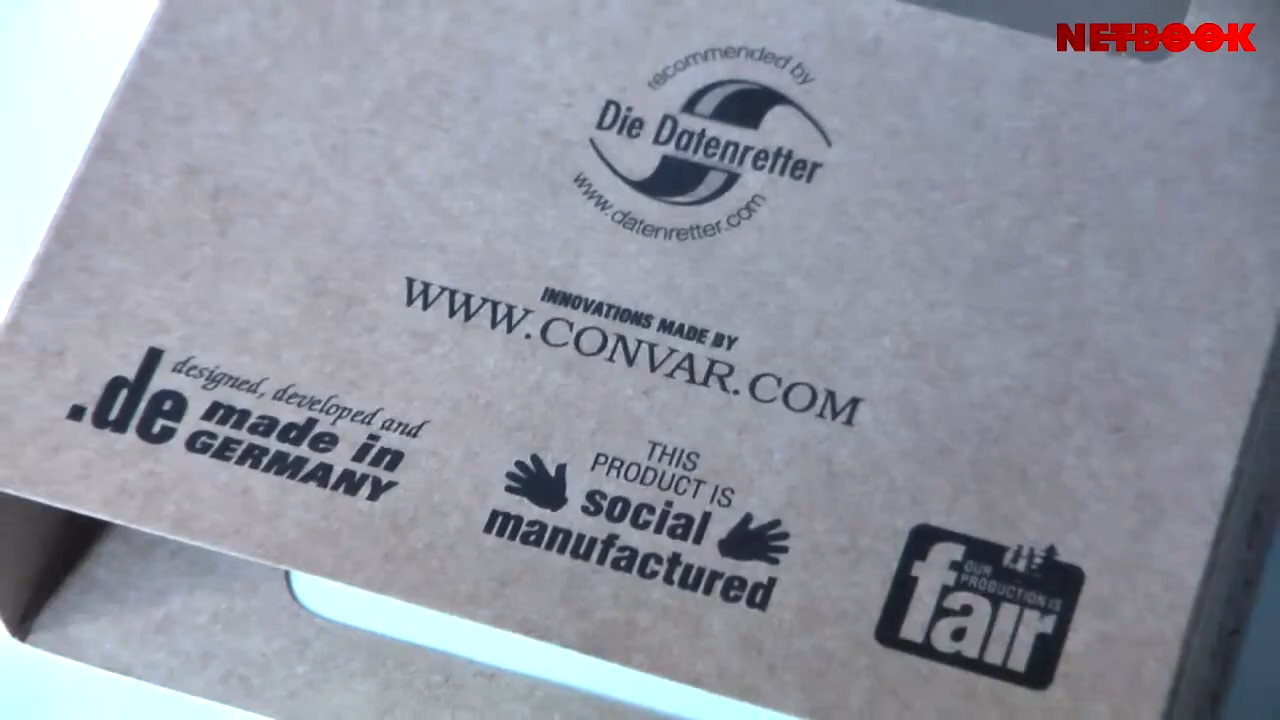 NETBOOK
recommended by
Die Datenretter
www.datenretter.com
INNOVATIONS MADE BY
WWW.CONVAR.COM
.de
designed, developed and
made in
GERMANY
THIS
PRODUCT IS
social
manufactured
OUR
PRODUCTION IS
fair